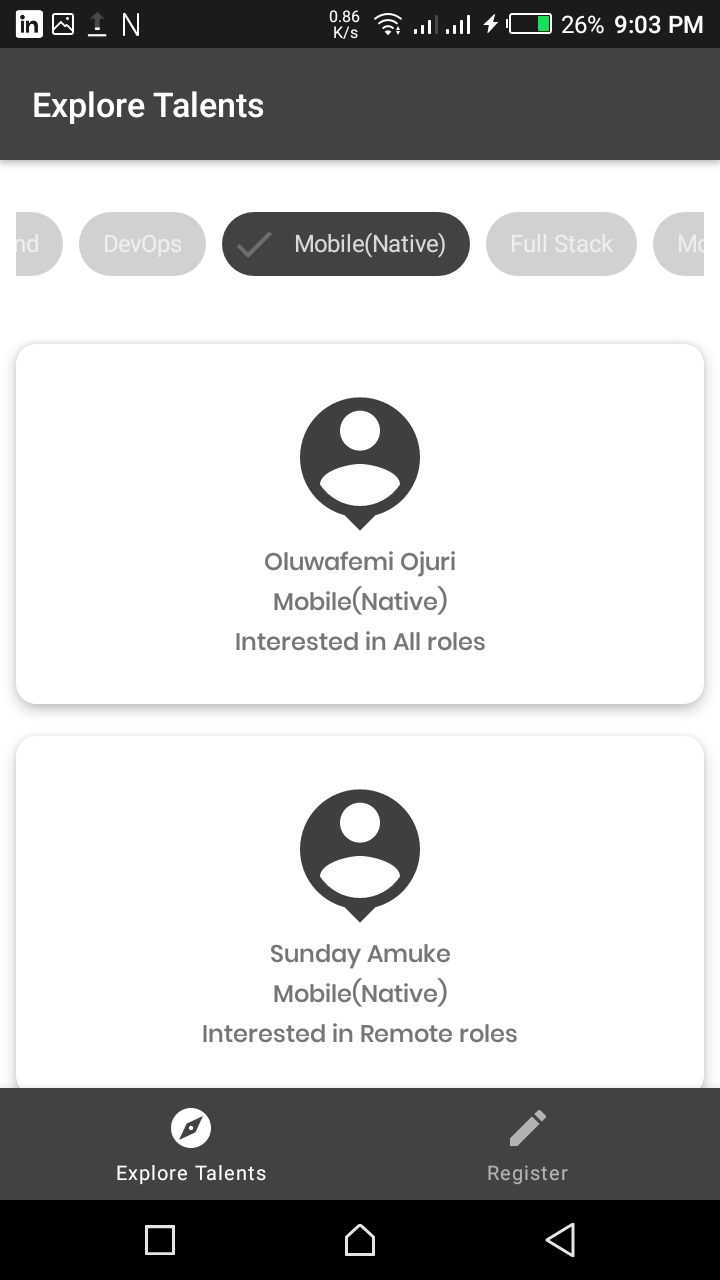 in
N
0.86
K/s
26%
9:03 PM
Explore Talents
nd
DevOps
Mobile(Native)
Full Stack
Mo
Oluwafemi Ojuri
Mobile(Native)
Interested in All roles
Sunday Amuke
Mobile(Native)
Interested in Remote roles
Explore Talents
Register